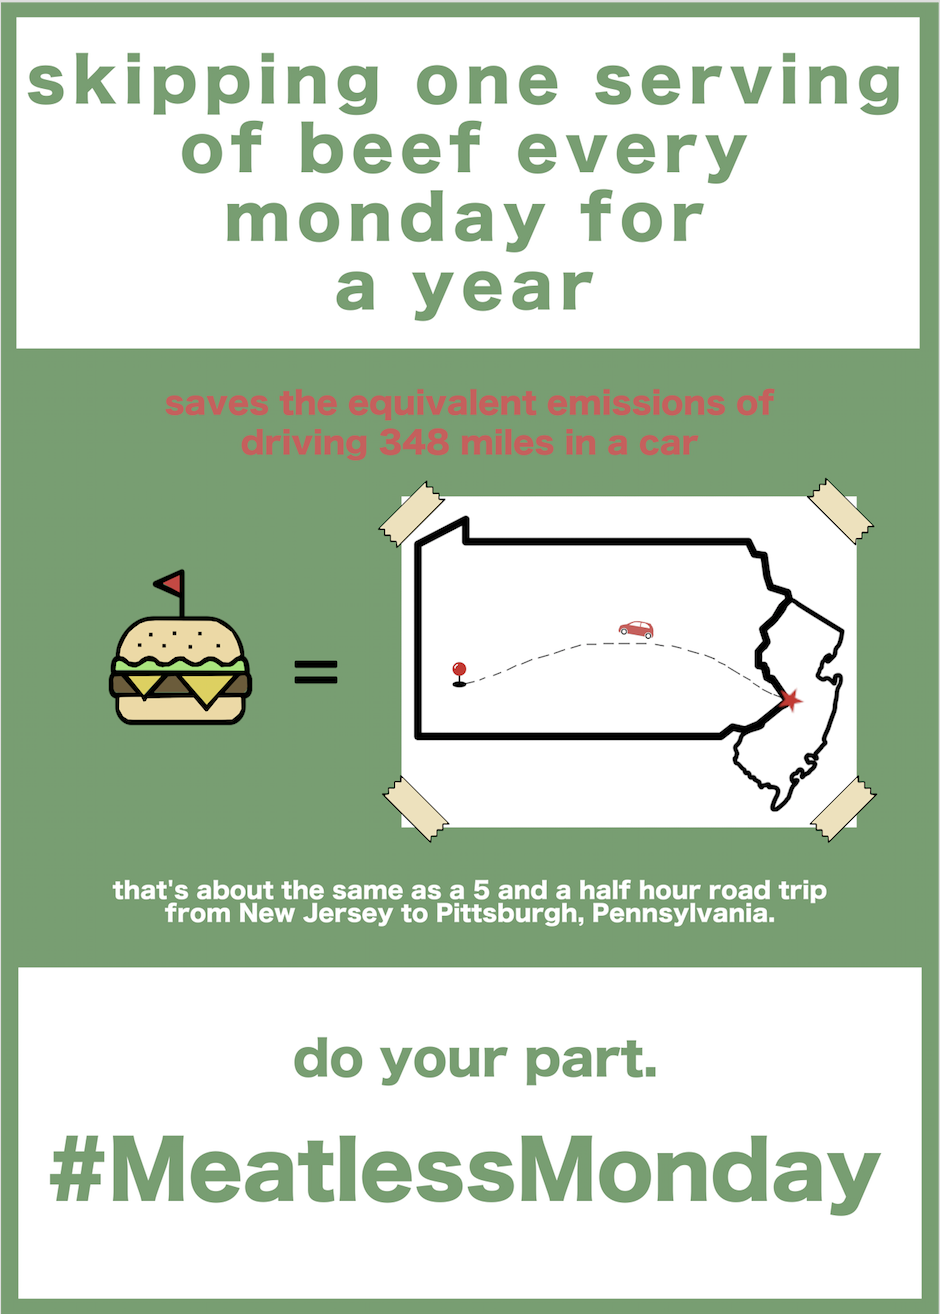 skipping one serving
of beef every
monday for
a year
saves the equivalent emissions of
driving 348 miles in a car
=
that's about the same as a 5 and a half hour road trip
from New Jersey to Pittsburgh, Pennsylvania.
do your part.
#MeatlessMonday